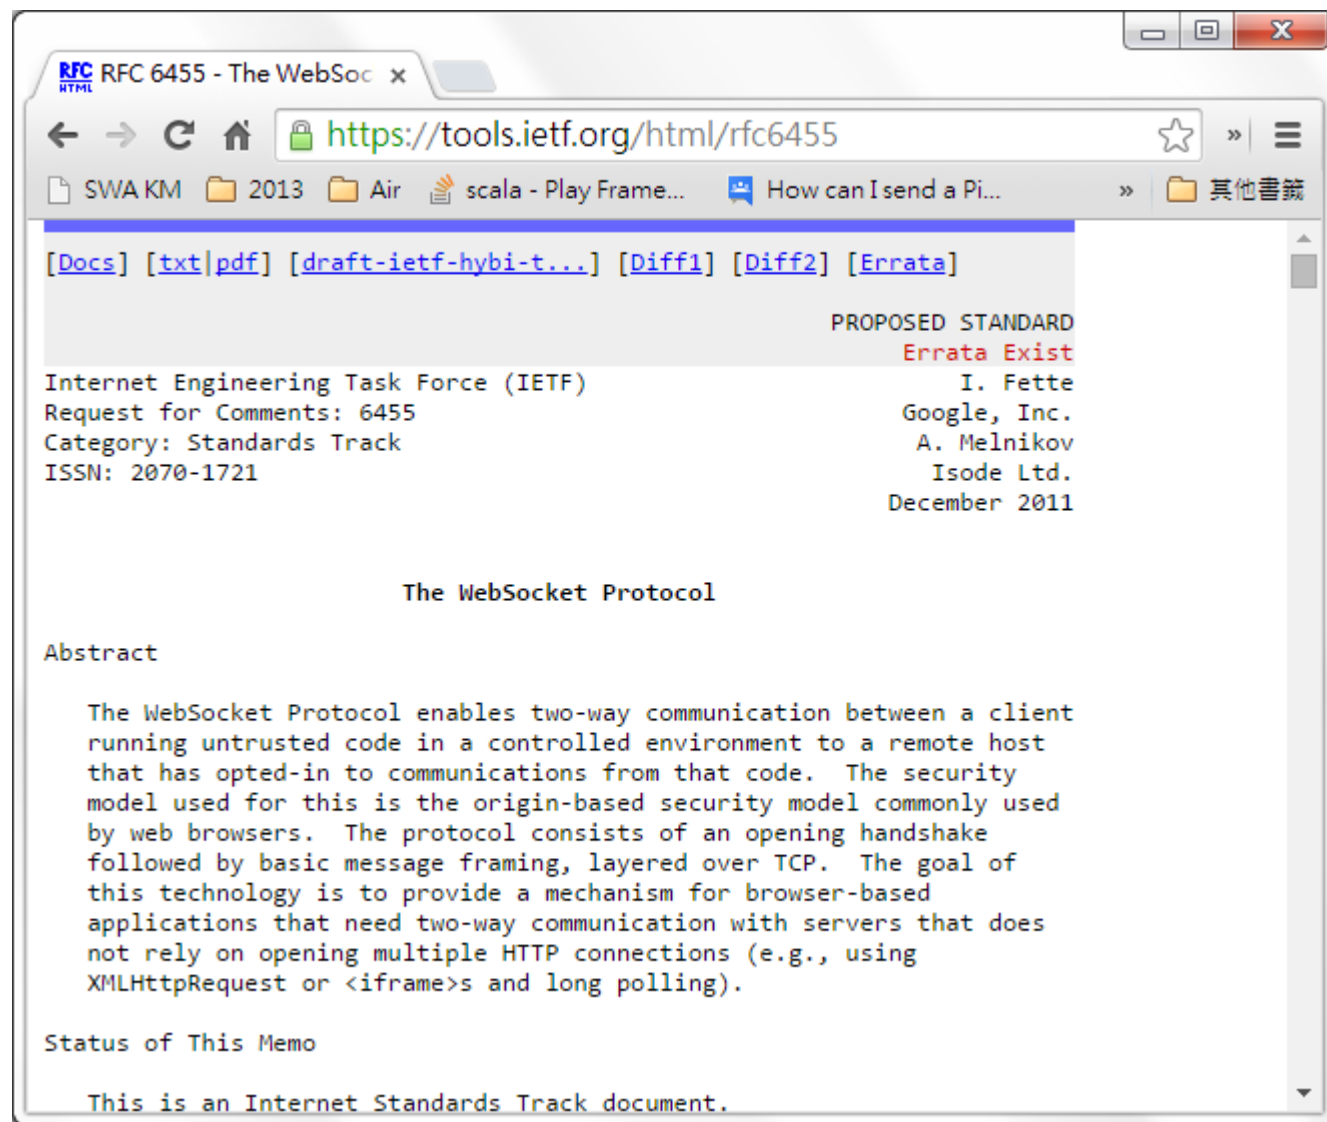 RFC HTML RFC 6455 - The WebSoc
https://tools.ietf.org/html/rfc6455
SWA KM 2013 Air scala - Play Frame... How can I send a Pi... » 其他書籤
[Docs] [txt|pdf] [draft-ietf-hybi-t...] [Diff1] [Diff2] [Errata]
PROPOSED STANDARD
Errata Exist
Internet Engineering Task Force (IETF) I. Fette
Request for Comments: 6455 Google, Inc.
Category: Standards Track A. Melnikov
ISSN: 2070-1721 Isode Ltd.
December 2011
The WebSocket Protocol
Abstract
The WebSocket Protocol enables two-way communication between a client
running untrusted code in a controlled environment to a remote host
that has opted-in to communications from that code. The security
model used for this is the origin-based security model commonly used
by web browsers. The protocol consists of an opening handshake
followed by basic message framing, layered over TCP. The goal of
this technology is to provide a mechanism for browser-based
applications that need two-way communication with servers that does
not rely on opening multiple HTTP connections (e.g., using
XMLHttpRequest or <iframe>s and long polling).
Status of This Memo
This is an Internet Standards Track document.